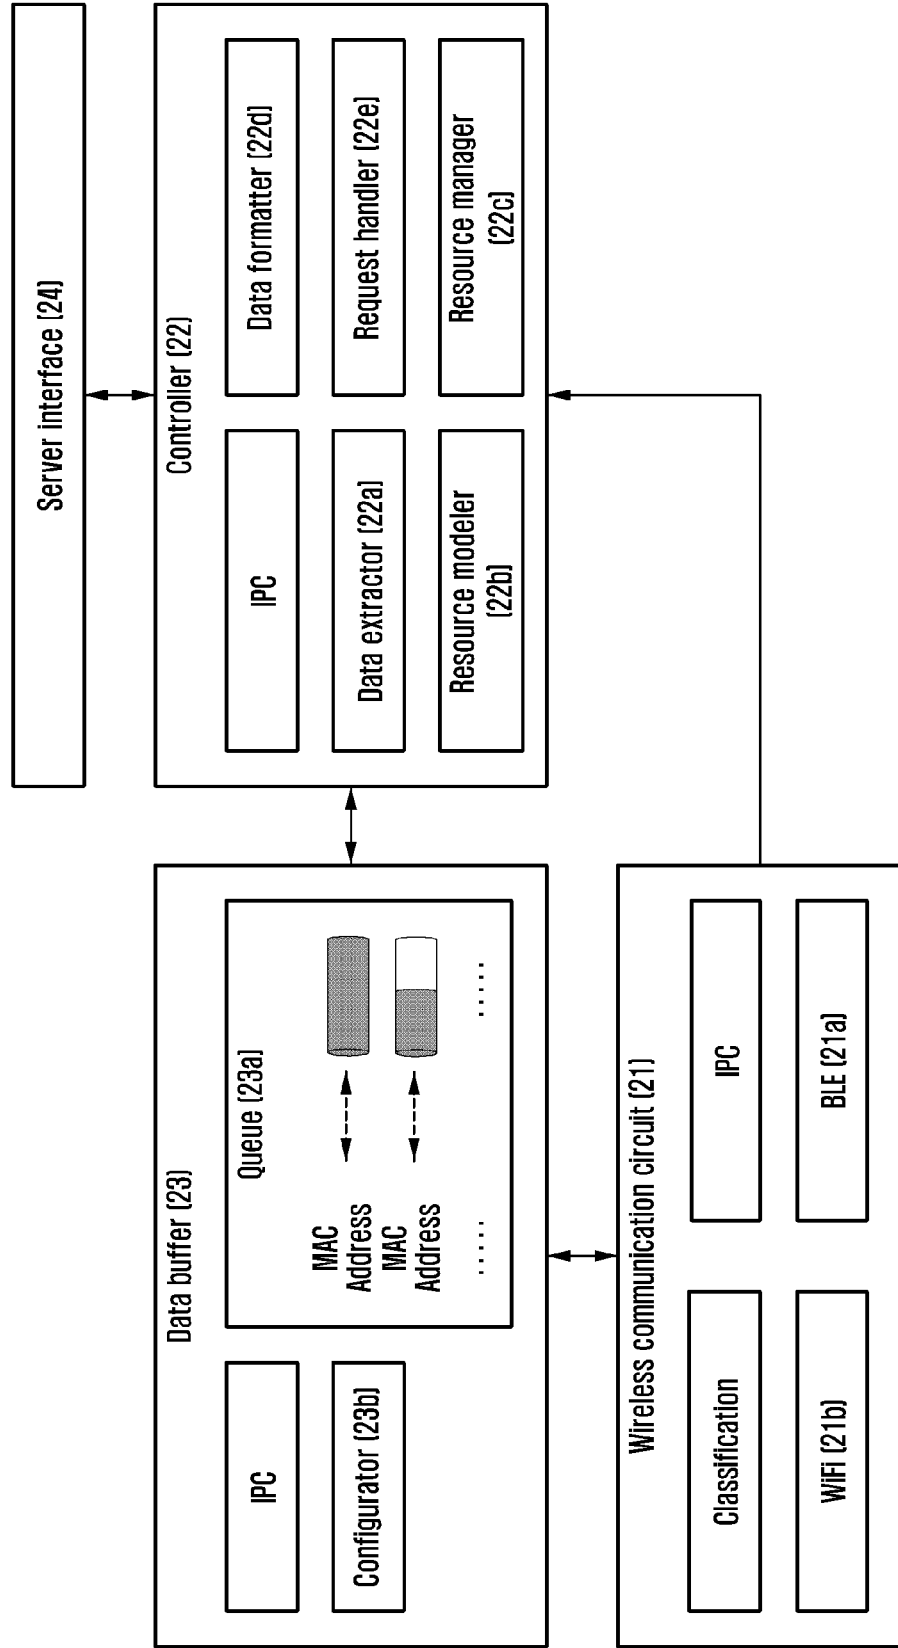 Server interface (24)
Data buffer (23)
IPC
Configurator (23b)
Queue (23a)
MAC
Address
MAC
Address
.....
.....
Controller (22)
IPC
Data formatter (22d)
Data extractor (22a)
Request handler (22e)
Resource modeler
(22b)
Resource manager
(22c)
Wireless communication circuit (21)
Classification
IPC
WiFi (21b)
BLE (21a)